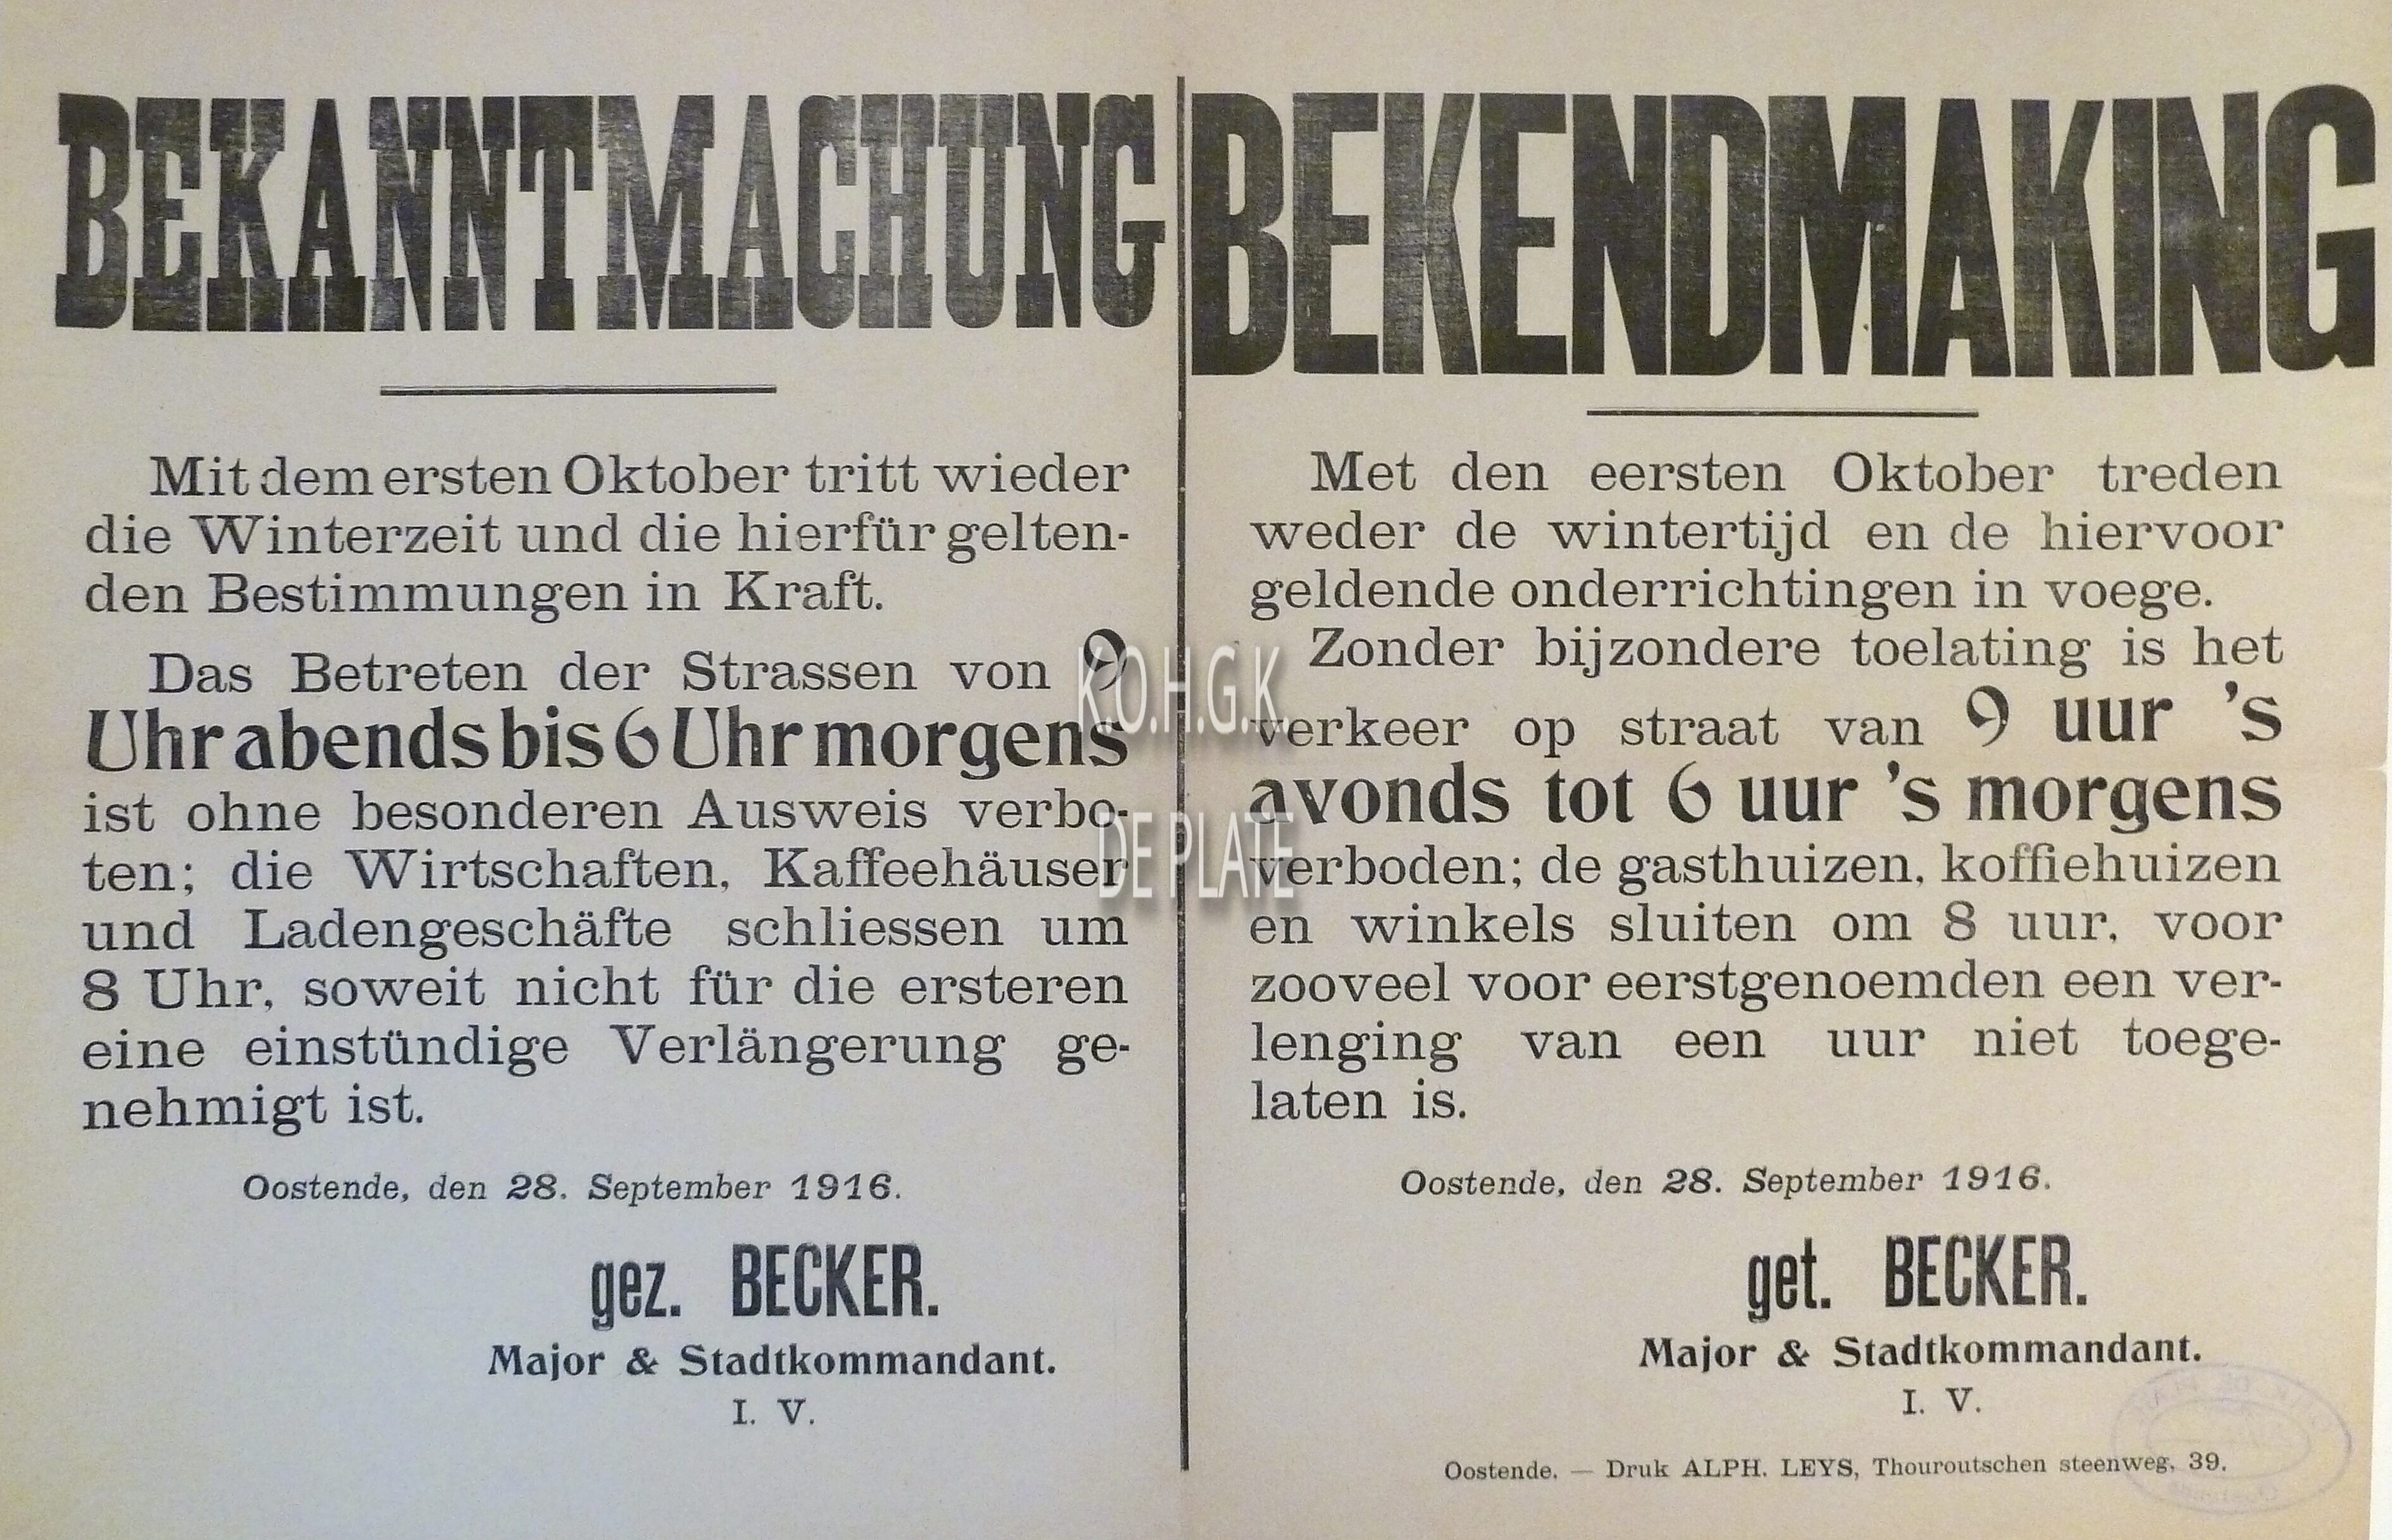 BEKANNTMACHUNG
Mit dem ersten Oktober tritt wieder
die Winterzeit und die hierfür gelten-
den Bestimmungen in Kraft.
Das Betreten der Strassen von 9
Uhr abends bis 6 Uhr morgens
ist ohne besonderen Ausweis verbo-
ten; die Wirtschaften, Kaffeehäuser
und Ladengeschäfte schliessen um
8 Uhr, soweit nicht für die ersteren
eine einstündige Verlängerung ge-
nehmigt ist.
Oostende, den 28. September 1916.
gez. BECKER.
Major & Stadtkommandant.
I. V.
BEKENDMAKING
Met den eersten Oktober treden
weder de wintertijd en de hiervoor
geldende onderrichtingen in voege.
Zonder bijzondere toelating is het
verkeer op straat van 9 uur 's
avonds tot 6 uur 's morgens
verboden; de gasthuizen, koffiehuizen
en winkels sluiten om 8 uur, voor
zooveel voor eerstgenoemden een ver-
lenging van een uur niet toege-
laten is.
Oostende, den 28. September 1916.
get. BECKER.
Major & Stadtkommandant.
I. V.
Oostende. — Druk ALPH. LEYS, Thouroutschen steenweg, 39.
K.O.H.G.K.
DE PLATE